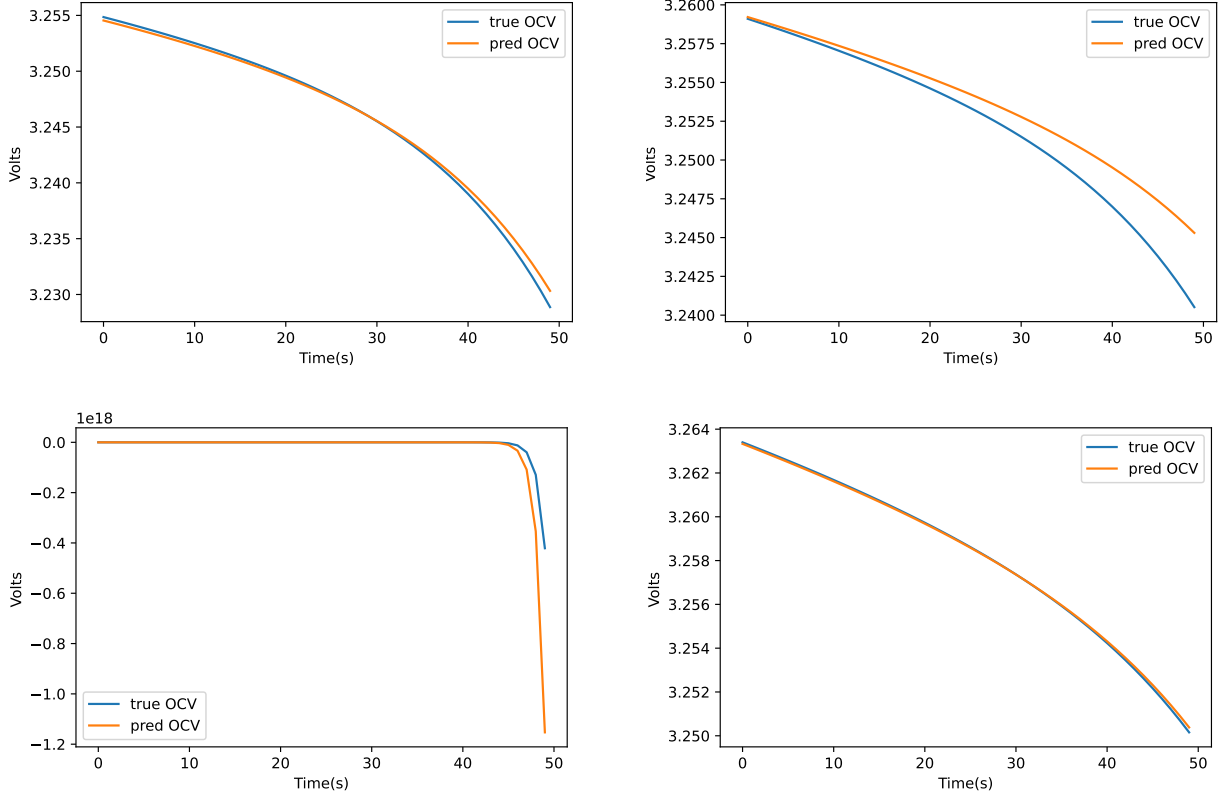 3.255
3.250
3.245
3.240
3.235
3.230
Volts
0 10 20 30 40 50
Time(s)
true OCV
pred OCV
3.2600
3.2575
3.2550
3.2525
3.2500
3.2475
3.2450
3.2425
3.2400
Volts
0 10 20 30 40 50
Time(s)
true OCV
pred OCV
1e18
0.0
−0.2
−0.4
−0.6
−0.8
−1.0
−1.2
Volts
0 10 20 30 40 50
Time(s)
true OCV
pred OCV
3.264
3.262
3.260
3.258
3.256
3.254
3.252
3.250
Volts
0 10 20 30 40 50
Time(s)
true OCV
pred OCV